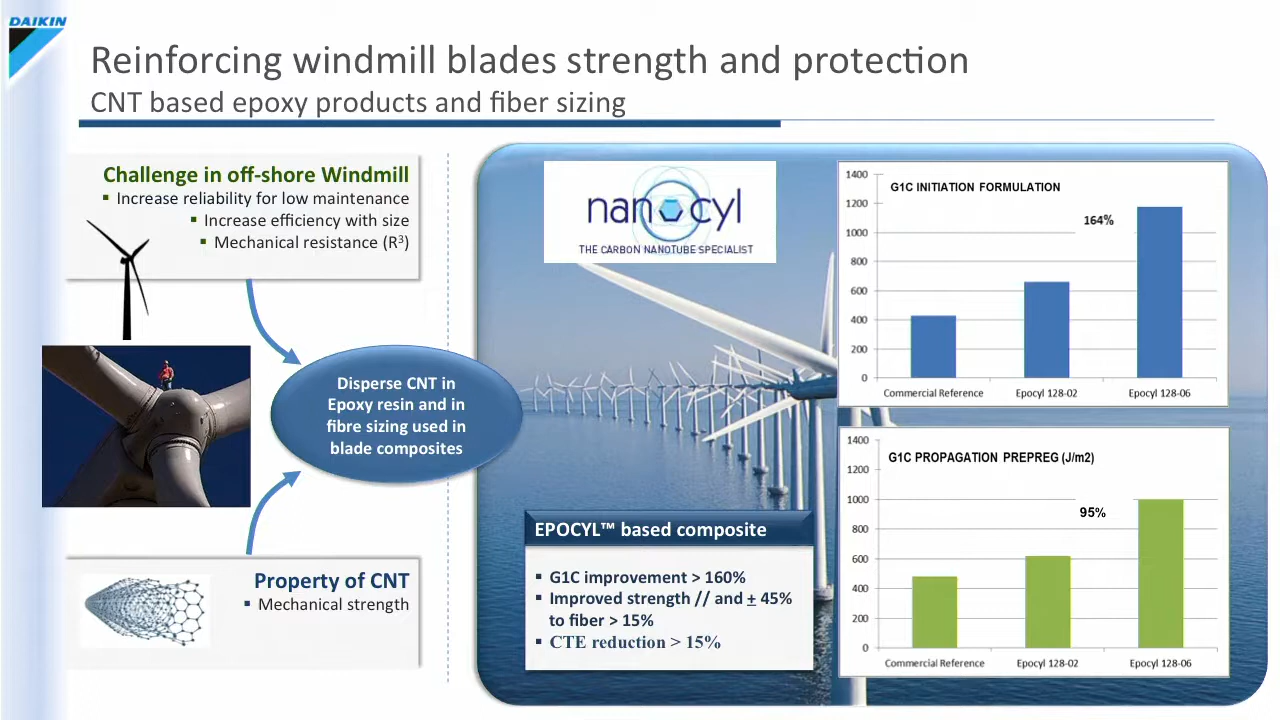 DAIKIN
Reinforcing windmill blades strength and protection
CNT based epoxy products and fiber sizing
Challenge in off-shore Windmill
▪ Increase reliability for low maintenance
▪ Increase efficiency with size
▪ Mechanical resistance (R³)
Disperse CNT in
Epoxy resin and in
fibre sizing used in
blade composites
Property of CNT
▪ Mechanical strength
nanocyl
THE CARBON NANOTUBE SPECIALIST
EPOCYL™ based composite
▪ G1C improvement > 160%
▪ Improved strength // and ± 45%
to fiber > 15%
▪ CTE reduction > 15%
G1C INITIATION FORMULATION
1400
1200
1000
800
600
400
200
0
164%
Commercial Reference
Epocyl 128-02
Epocyl 128-06
G1C PROPAGATION PREPREG (J/m2)
1400
1200
1000
800
600
400
200
0
95%
Commercial Reference
Epocyl 128-02
Epocyl 128-06